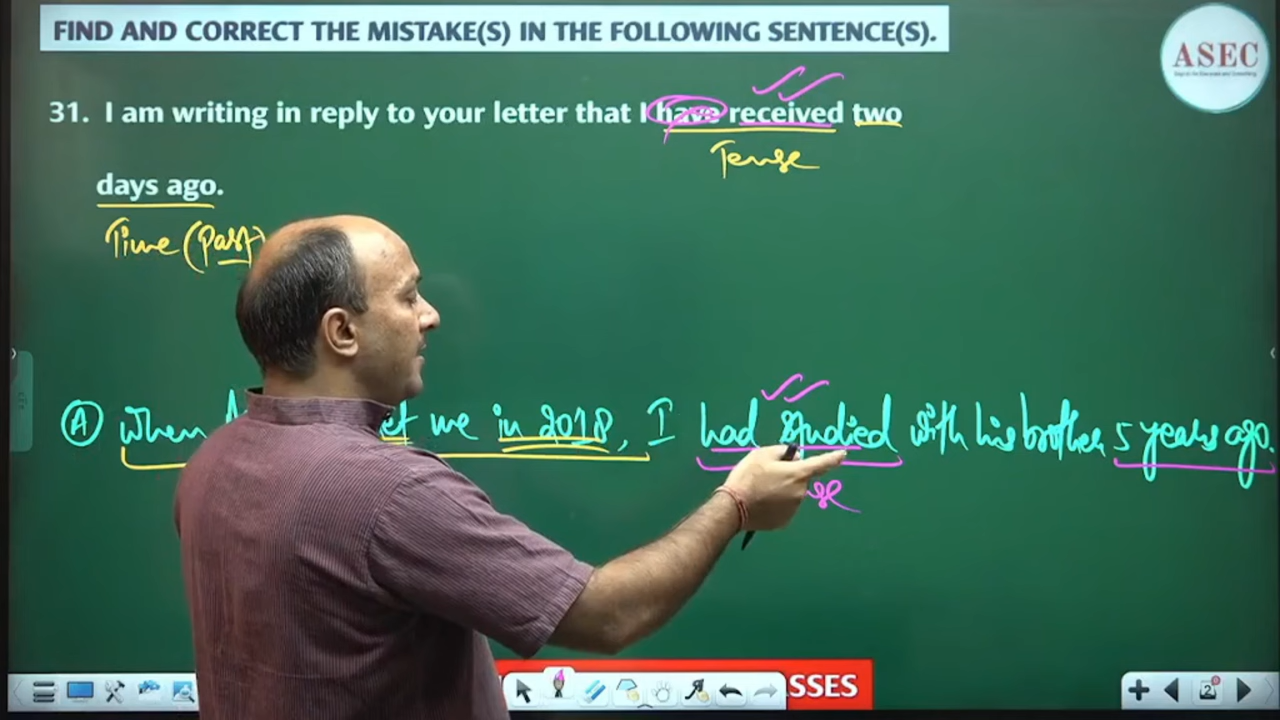 FIND AND CORRECT THE MISTAKE(S) IN THE FOLLOWING SENTENCE(S).
ASEC
31. I am writing in reply to your letter that I have received two
Tense
days ago.
Time (Past)
A when me in 2018, I had studied with his brother 5 years ago.
se
2
SSES